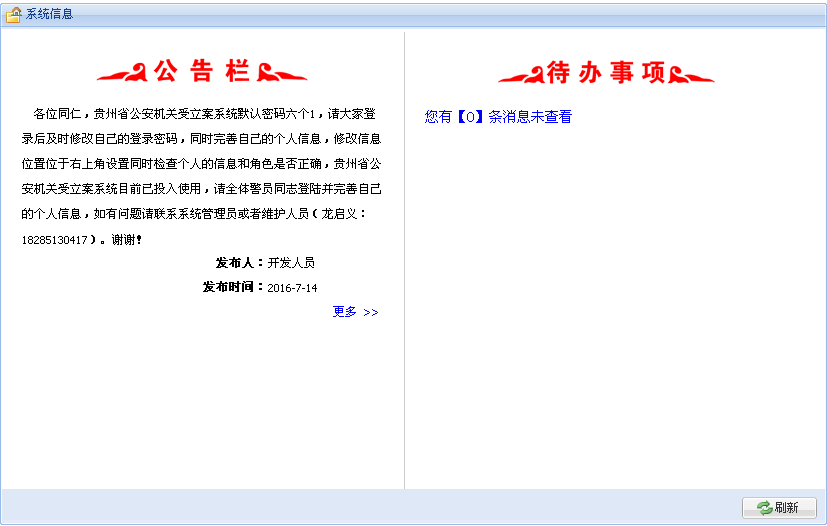 系统信息
公告栏
各位同仁，贵州省公安机关受立案系统默认密码六个1，请大家登
录后及时修改自己的登录密码，同时完善自己的个人信息，修改信息
位置位于右上角设置同时检查个人的信息和角色是否正确，贵州省公
安机关受立案系统目前已投入使用，请全体警员同志登陆并完善自己
的个人信息，如有问题请联系系统管理员或者维护人员（龙启义：
18285130417）。谢谢！
发布人：开发人员
发布时间：2016-7-14
更多 >>
待办事项
您有【0】条消息未查看
刷新